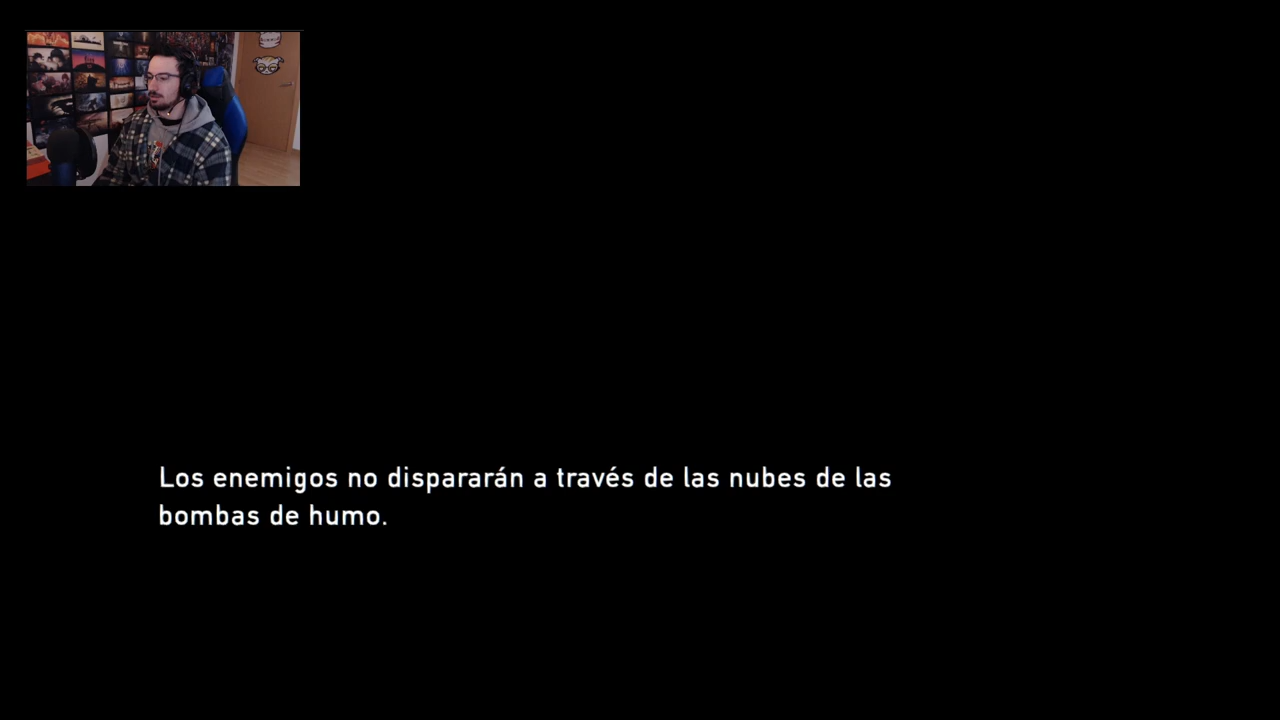 Los enemigos no dispararán a través de las nubes de las
bombas de humo.